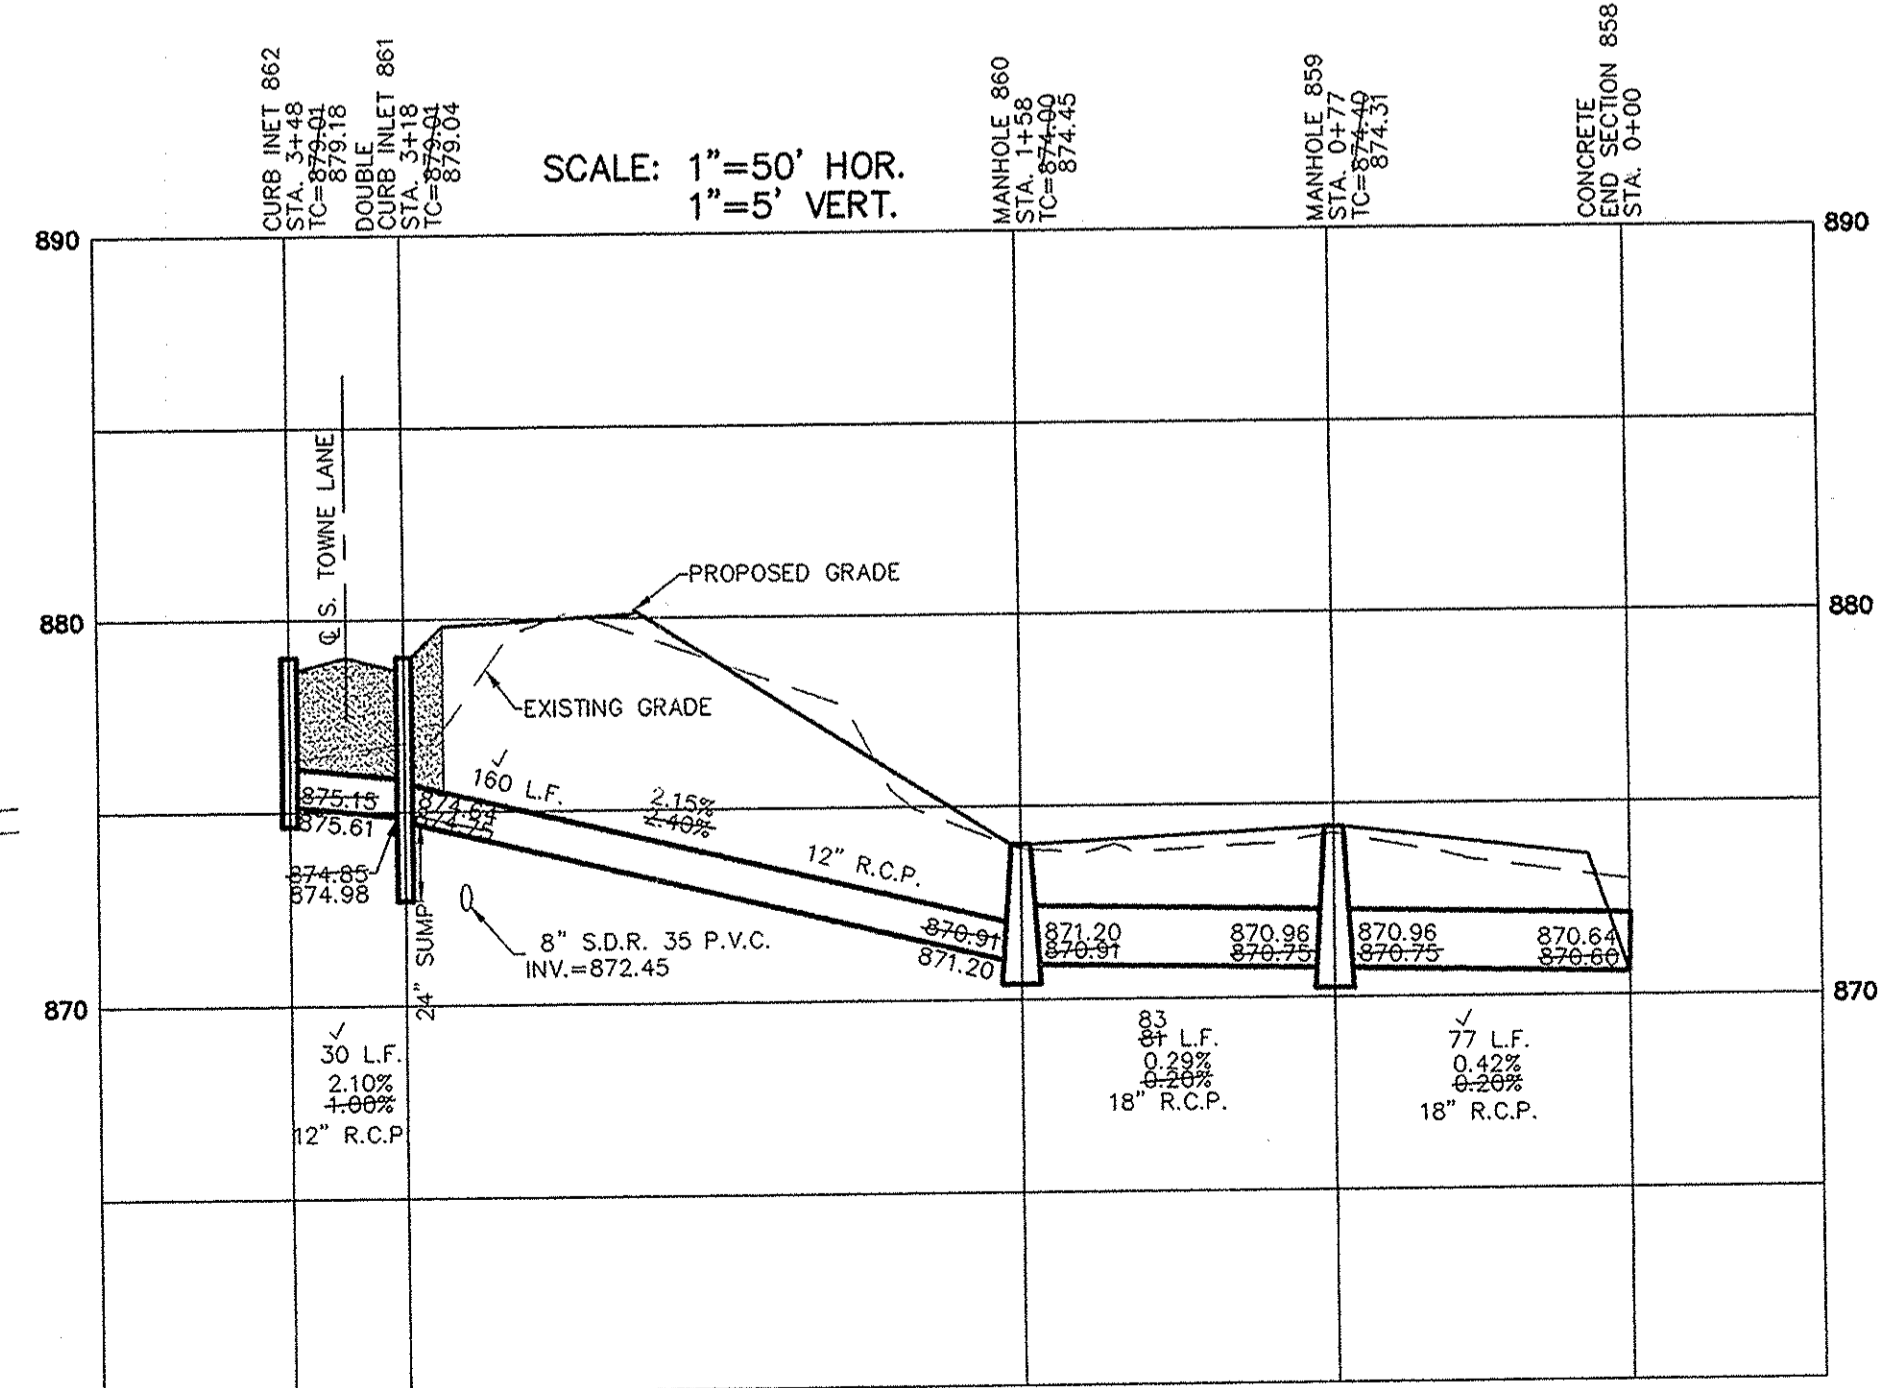 CURB INET 862
STA. 3+48
TC=879.01
879.18
DOUBLE
CURB INLET 861
STA. 3+18
TC=879.01
879.04
SCALE: 1"=50' HOR.
1"=5' VERT.
MANHOLE 860
STA. 1+58
TC=874.00
874.45
MANHOLE 859
STA. 0+77
TC=874.40
874.31
CONCRETE
END SECTION 858
STA. 0+00
890
890
℄ S. TOWNE LANE
PROPOSED GRADE
880
880
EXISTING GRADE
160 L.F.
2.15%
2.40%
12" R.C.P.
875.15
875.61
874.64
874.75
874.85
874.98
24" SUMP
8" S.D.R. 35 P.V.C.
INV.=872.45
870.91
871.20
871.20
870.91
870.96
870.75
870.96
870.75
870.64
870.60
870
870
30 L.F.
2.10%
1.00%
12" R.C.P
83
81 L.F.
0.29%
0.20%
18" R.C.P.
77 L.F.
0.42%
0.20%
18" R.C.P.